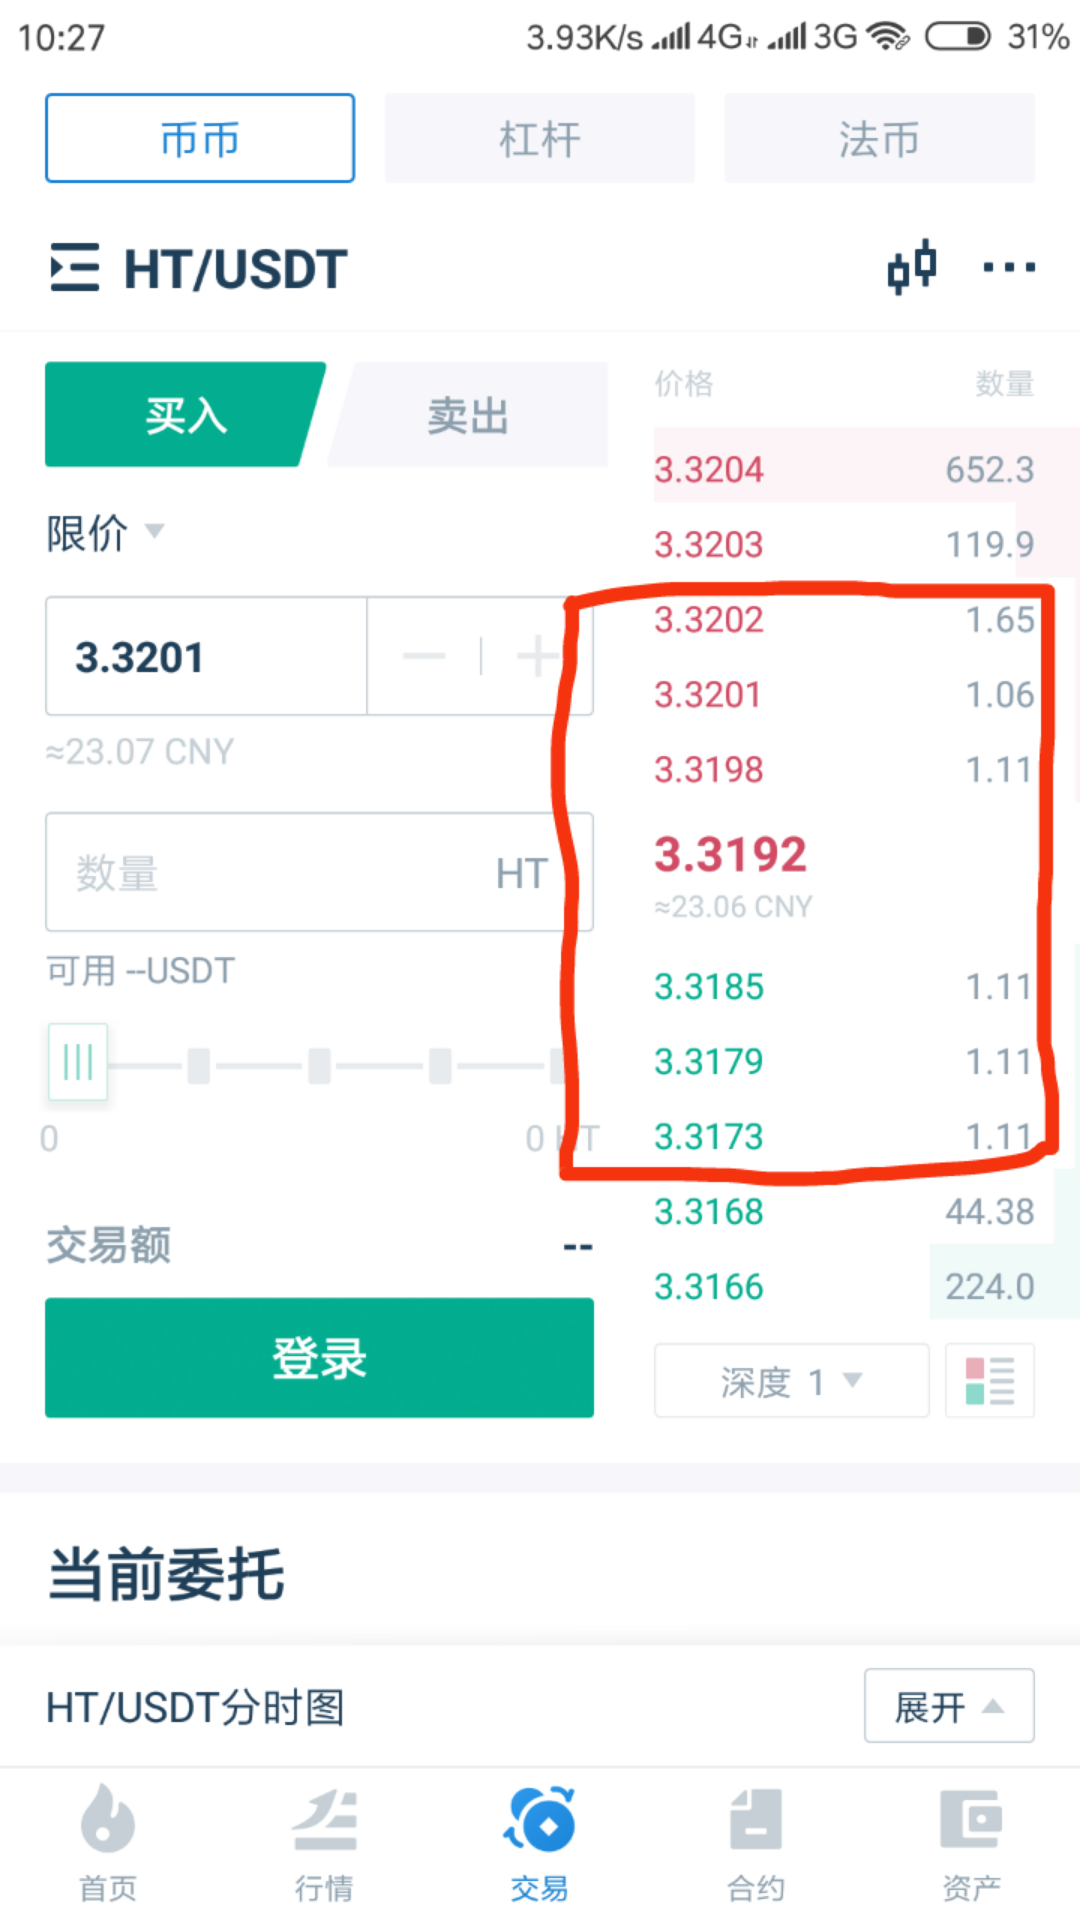 10:27 3.93K/s 4G 3G 31%
币币 杠杆 法币
HT/USDT
买入 卖出
限价
3.3201
≈23.07 CNY
数量 HT
可用 --USDT
0 0 HT
交易额 --
登录
价格 数量
3.3204 652.3
3.3203 119.9
3.3202 1.65
3.3201 1.06
3.3198 1.11
3.3192
≈23.06 CNY
3.3185 1.11
3.3179 1.11
3.3173 1.11
3.3168 44.38
3.3166 224.0
深度 1
当前委托
HT/USDT分时图 展开
首页 行情 交易 合约 资产